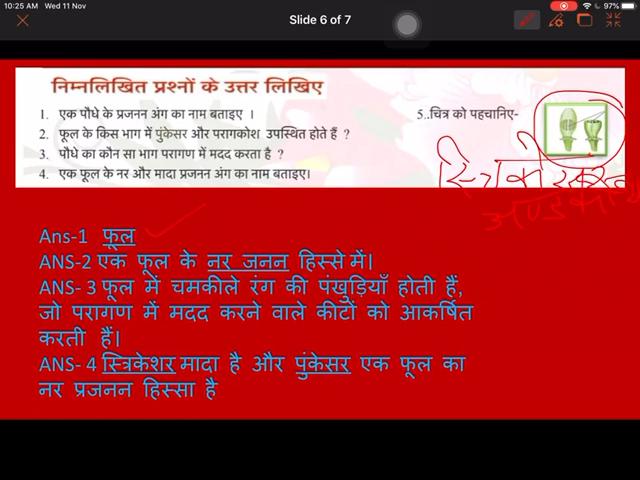 10:25 AM Wed 11 Nov
97%
Slide 6 of 7
निम्नलिखित प्रश्नों के उत्तर लिखिए
1. एक पौधे के प्रजनन अंग का नाम बताइए ।
5..चित्र को पहचानिए-
2. फूल के किस भाग में पुंकेसर और परागकोश उपस्थित होते हैं ?
3. पौधे का कौन सा भाग परागण में मदद करता है ?
4. एक फूल के नर और मादा प्रजनन अंग का नाम बताइए।
Ans-1 फूल
ANS-2 एक फूल के नर जनन हिस्से में।
ANS- 3 फूल में चमकीले रंग की पंखुड़ियाँ होती हैं,
जो परागण में मदद करने वाले कीटों को आकर्षित
करती हैं।
ANS- 4 स्त्रिकेशर मादा है और पुंकेसर एक फूल का
नर प्रजनन हिस्सा है